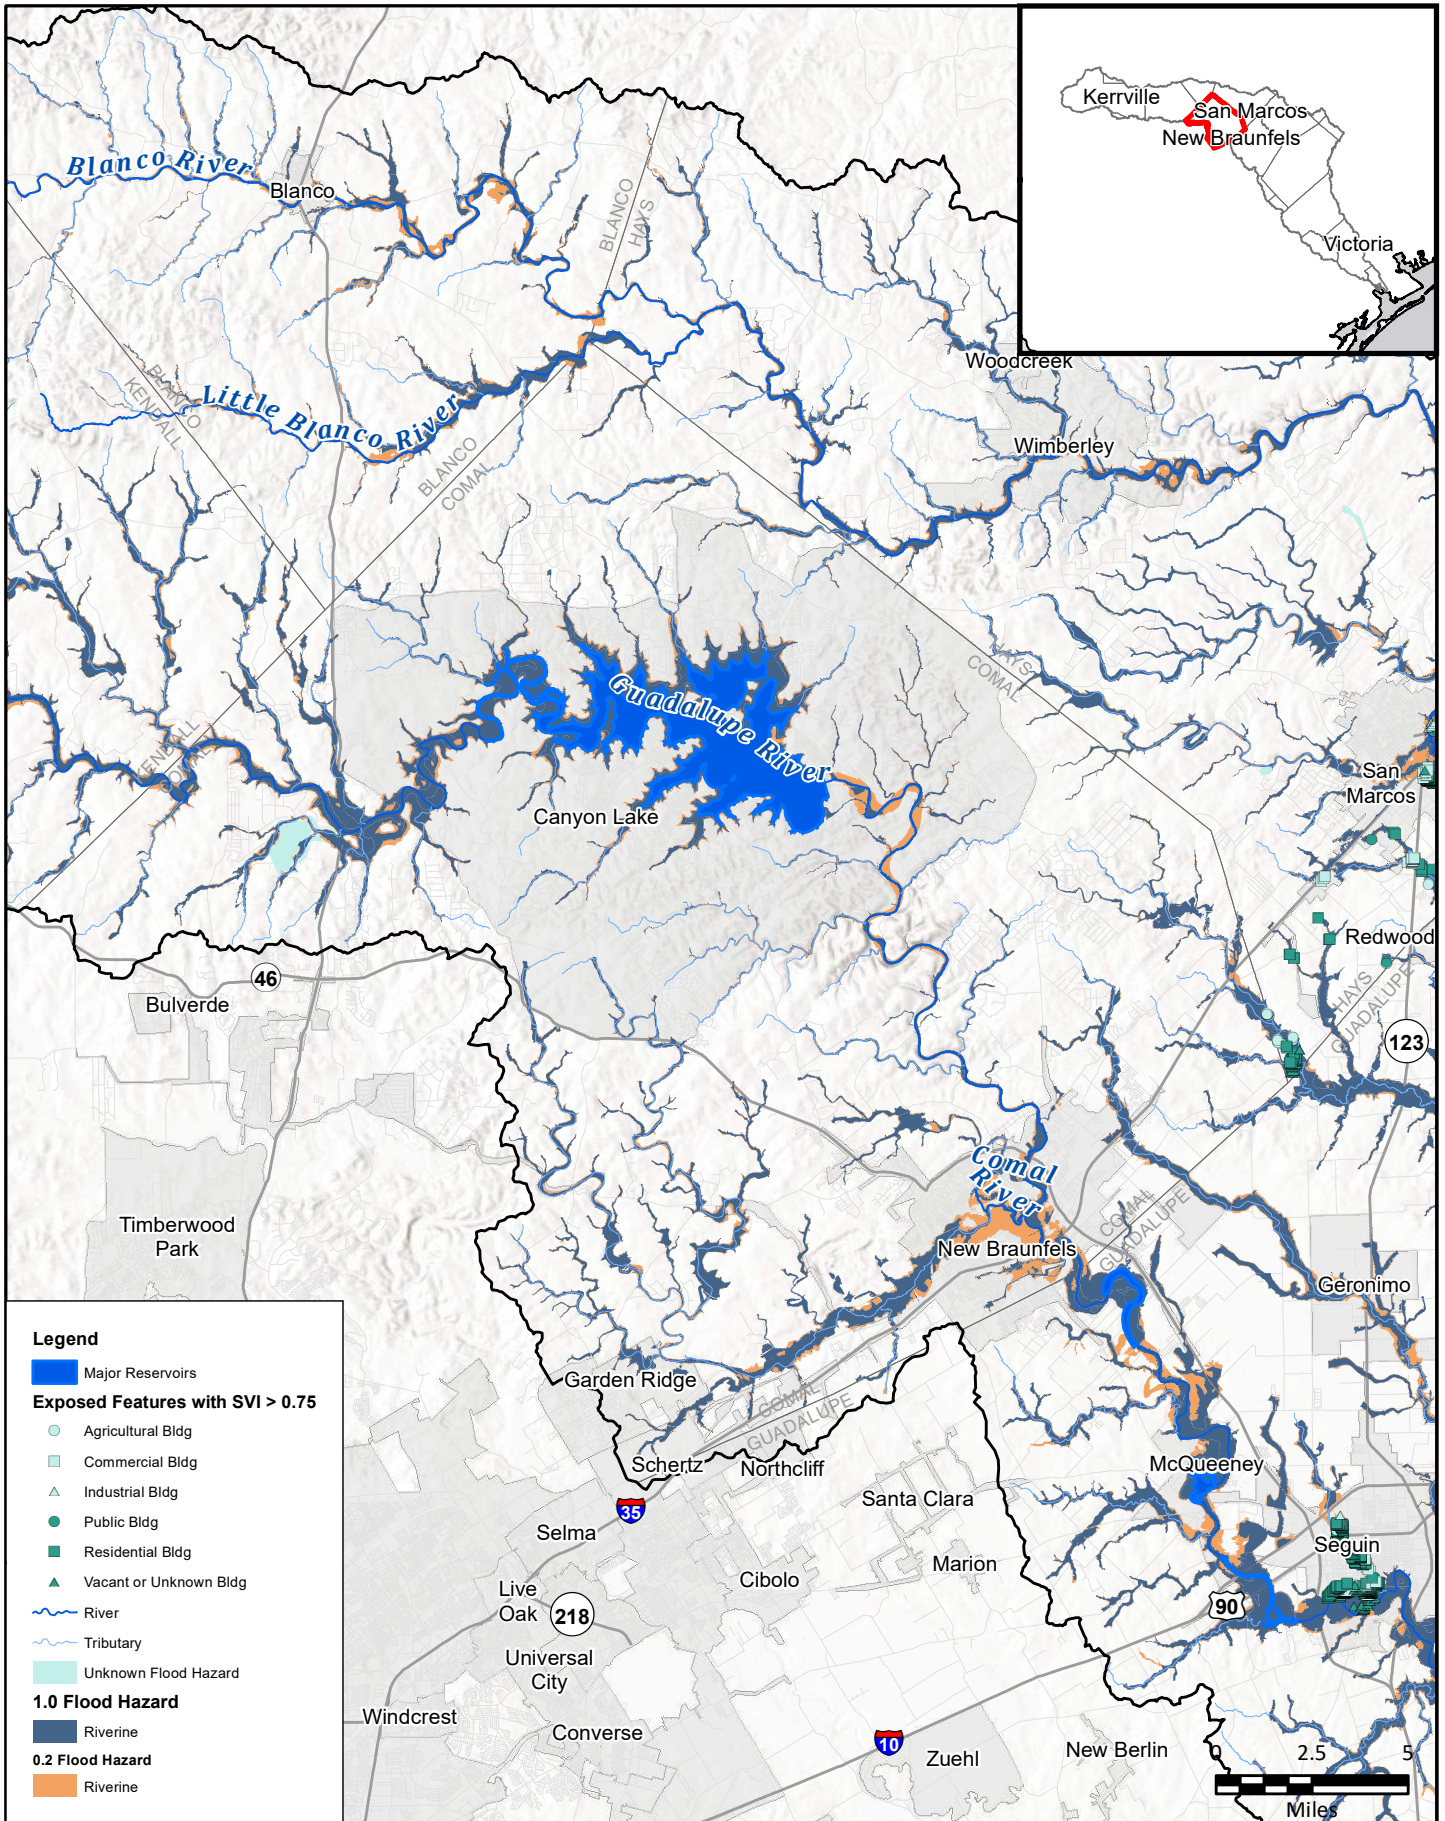 Kerrville
San Marcos
New Braunfels
Victoria
Blanco River
Blanco
BLANCO
HAYS
Woodcreek
BLANCO
KENDALL
Little Blanco River
BLANCO
COMAL
Wimberley
HAYS
COMAL
Guadalupe River
KENDALL
COMAL
Canyon Lake
San
Marcos
Redwood
HAYS
GUADALUPE
46
Bulverde
123
Comal
River
COMAL
GUADALUPE
New Braunfels
Timberwood
Park
Geronimo
Garden Ridge
COMAL
GUADALUPE
Schertz
Northcliff
McQueeney
Santa Clara
35
Selma
Seguin
Marion
Cibolo
Live
Oak
218
90
Universal
City
Windcrest
Converse
10
Zuehl
New Berlin
Legend
Major Reservoirs
Exposed Features with SVI > 0.75
Agricultural Bldg
Commercial Bldg
Industrial Bldg
Public Bldg
Residential Bldg
Vacant or Unknown Bldg
River
Tributary
Unknown Flood Hazard
1.0 Flood Hazard
Riverine
0.2 Flood Hazard
Riverine
0 2.5 5
Miles